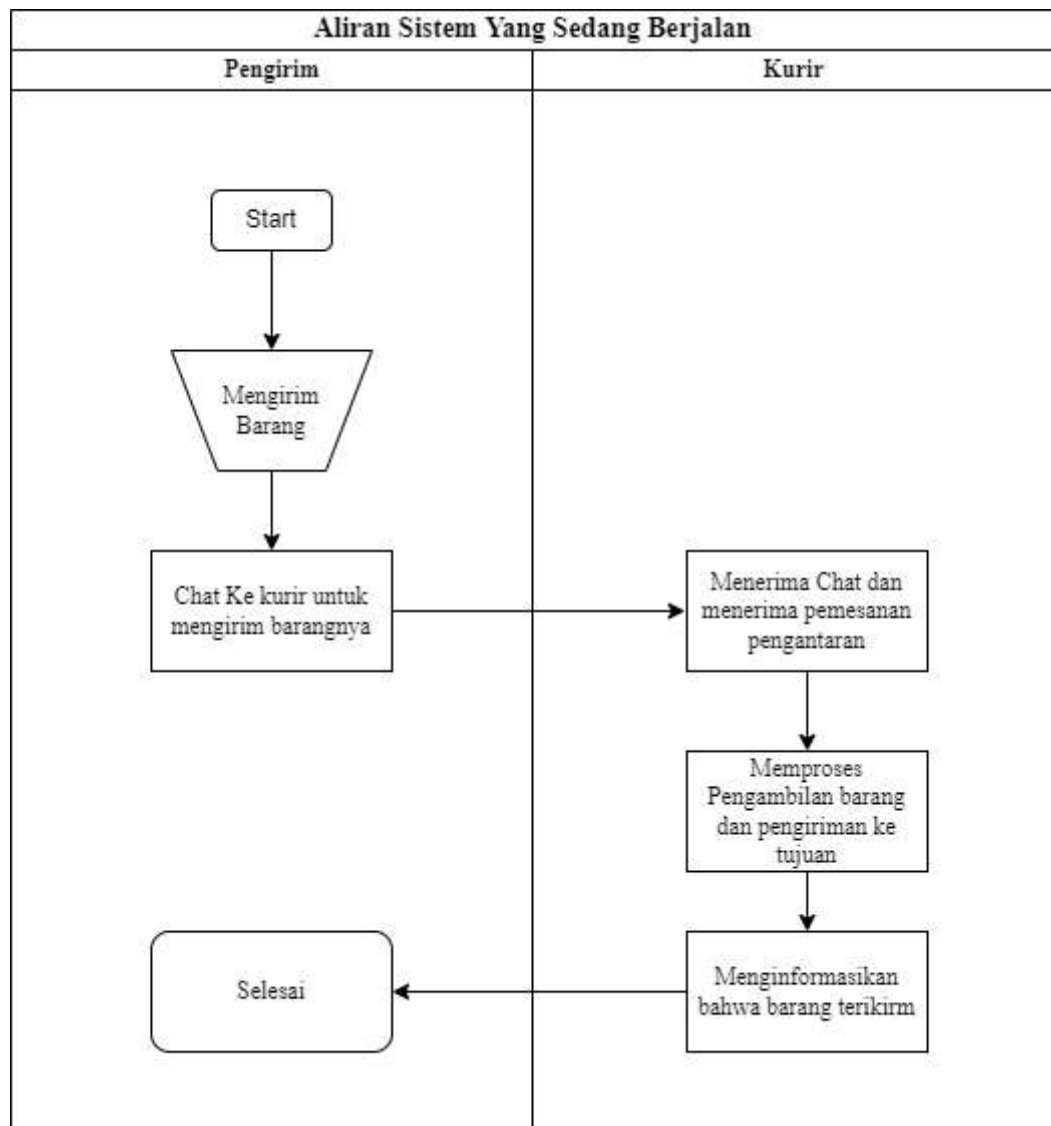 Aliran Sistem Yang Sedang Berjalan
Pengirim
Kurir
Start
Mengirim
Barang
Chat Ke kurir untuk
mengirim barangnya
Menerima Chat dan
menerima pemesanan
pengantaran
Memproses
Pengambilan barang
dan pengiriman ke
tujuan
Menginformasikan
bahwa barang terikirm
Selesai